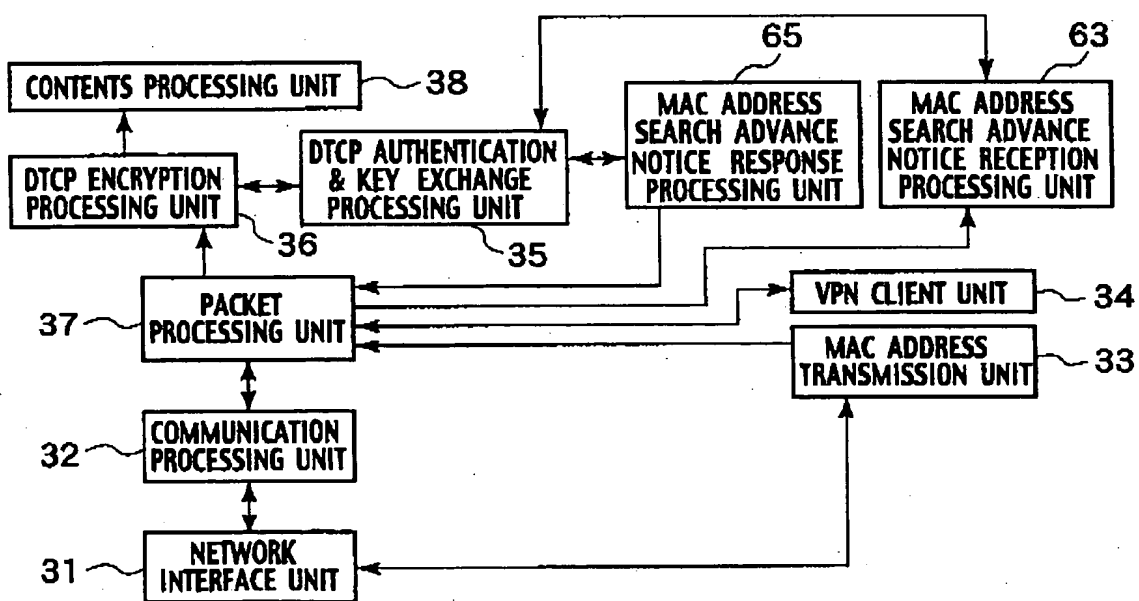 65
63
CONTENTS PROCESSING UNIT
38
MAC ADDRESS
SEARCH ADVANCE
NOTICE RESPONSE
PROCESSING UNIT
MAC ADDRESS
SEARCH ADVANCE
NOTICE RECEPTION
PROCESSING UNIT
DTCP ENCRYPTION
PROCESSING UNIT
36
DTCP AUTHENTICATION
& KEY EXCHANGE
PROCESSING UNIT
35
PACKET
PROCESSING UNIT
37
VPN CLIENT UNIT
34
MAC ADDRESS
TRANSMISSION UNIT
33
COMMUNICATION
PROCESSING UNIT
32
NETWORK
INTERFACE UNIT
31